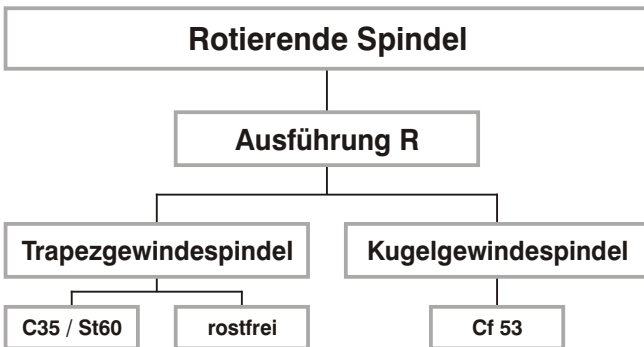 Rotierende Spindel
Ausführung R
Trapezgewindespindel
Kugelgewindespindel
C35 / St60
rostfrei
Cf 53